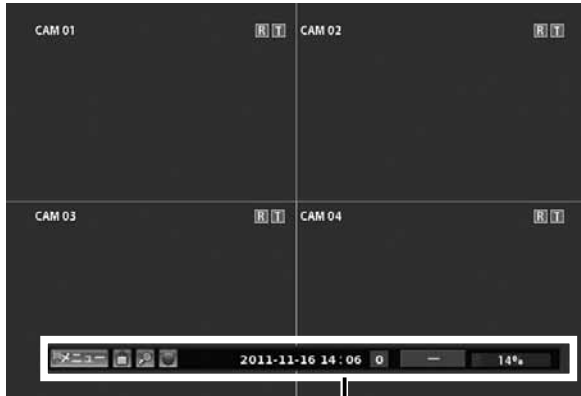 CAM 01 R T
CAM 02 R T
CAM 03 R T
CAM 04 R T
メニュー 2011-11-16 14:06 0 — 14%